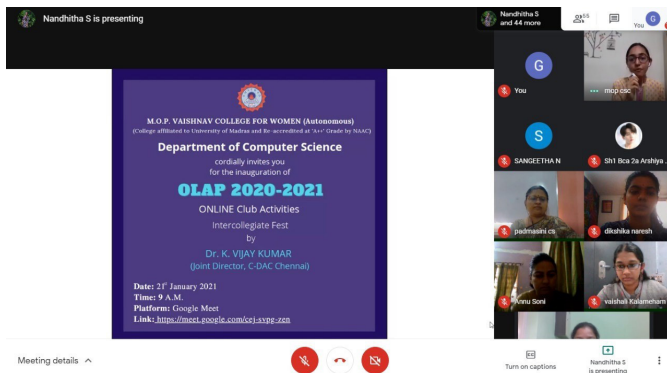 Nandhitha S is presenting
Nandhitha S
and 44 more
55
You
G
M.O.P. VAISHNAV COLLEGE FOR WOMEN (Autonomous)
(College affiliated to University of Madras and Re-accredited at 'A++' Grade by NAAC)
Department of Computer Science
cordially invites you
for the inauguration of
OLAP 2020-2021
ONLINE Club Activities
Intercollegiate Fest
by
Dr. K. VIJAY KUMAR
(Joint Director, C-DAC Chennai)
Date: 21st January 2021
Time: 9 A.M.
Platform: Google Meet
Link: https://meet.google.com/cej-svpg-zen
G
You
mop csc
S
SANGEETHA N
Sh1 Bca 2a Arshiya ..
padmasini cs
dikshika naresh
Annu Soni
vaishali Kalameham
Meeting details
Turn on captions
Nandhitha S
is presenting